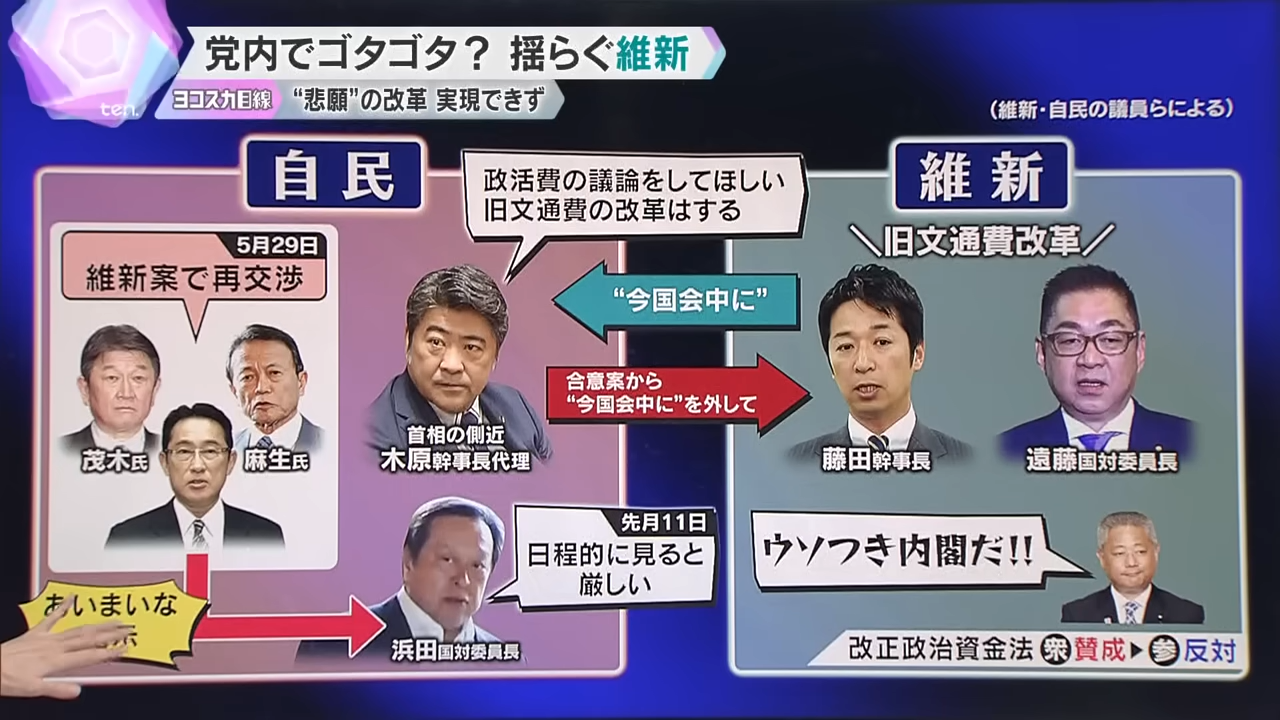 党内でゴタゴタ? 揺らぐ維新
ten.
ヨコスカ目線
“悲願”の改革 実現できず
(維新・自民の議員らによる)
自民
5月29日
維新案で再交渉
茂木氏
麻生氏
政活費の議論をしてほしい
旧文通費の改革はする
首相の側近
木原幹事長代理
あいまいな
先月11日
日程的に見ると
厳しい
浜田国対委員長
“今国会中に”
合意案から
“今国会中に”を外して
維新
\旧文通費改革/
藤田幹事長
遠藤国対委員長
ウソつき内閣だ!!
改正政治資金法 衆賛成▶参反対